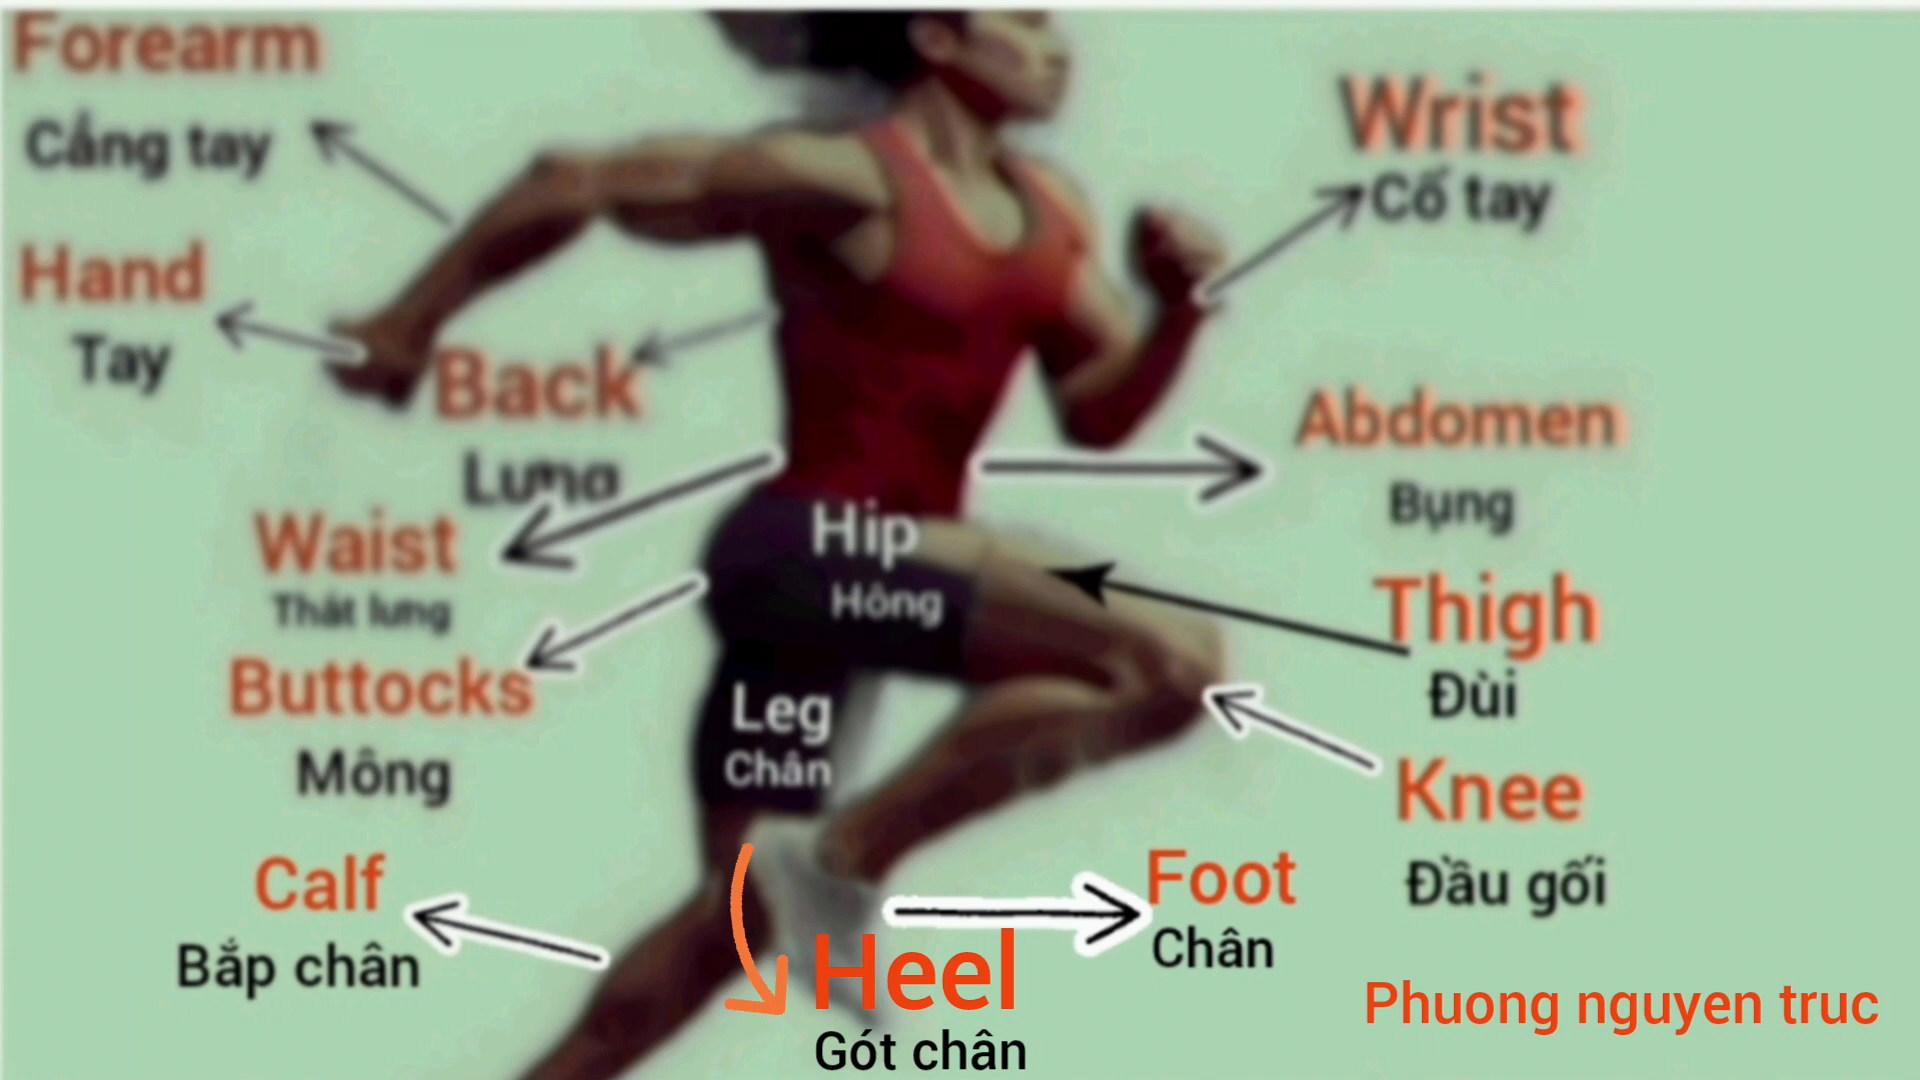 Forearm
Cẳng tay
Hand
Tay
Back
Lưng
Waist
Thắt lưng
Buttocks
Mông
Calf
Bắp chân
Hip
Hông
Leg
Chân
Heel
Gót chân
Wrist
Cổ tay
Abdomen
Bụng
Thigh
Đùi
Knee
Đầu gối
Foot
Chân
Phuong nguyen truc